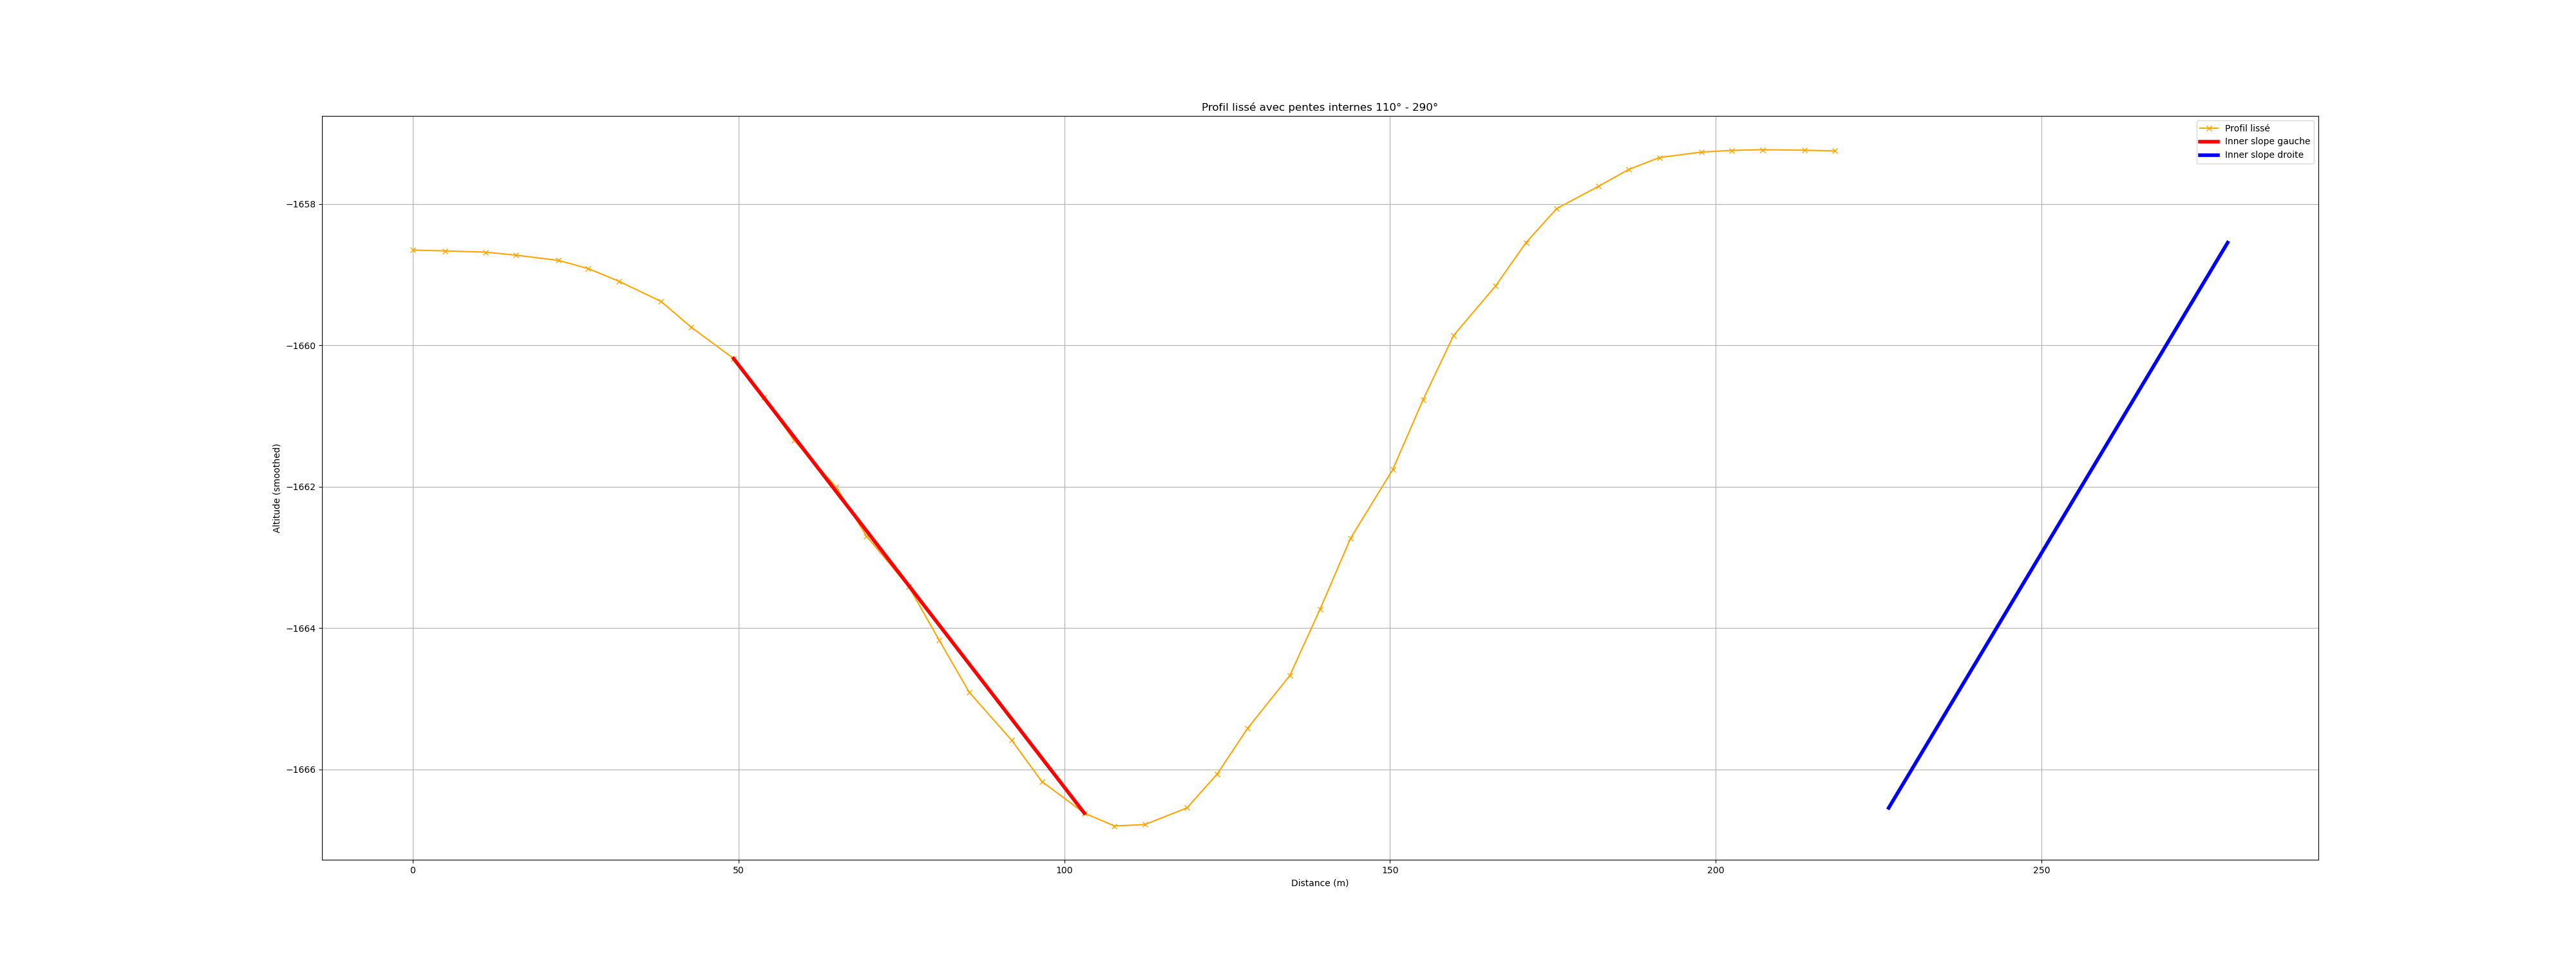 Profil lissé avec pentes internes 110° - 290°
Profil lissé
Inner slope gauche
Inner slope droite
−1658
−1660
−1662
−1664
−1666
Altitude (smoothed)
0 50 100 150 200 250
Distance (m)